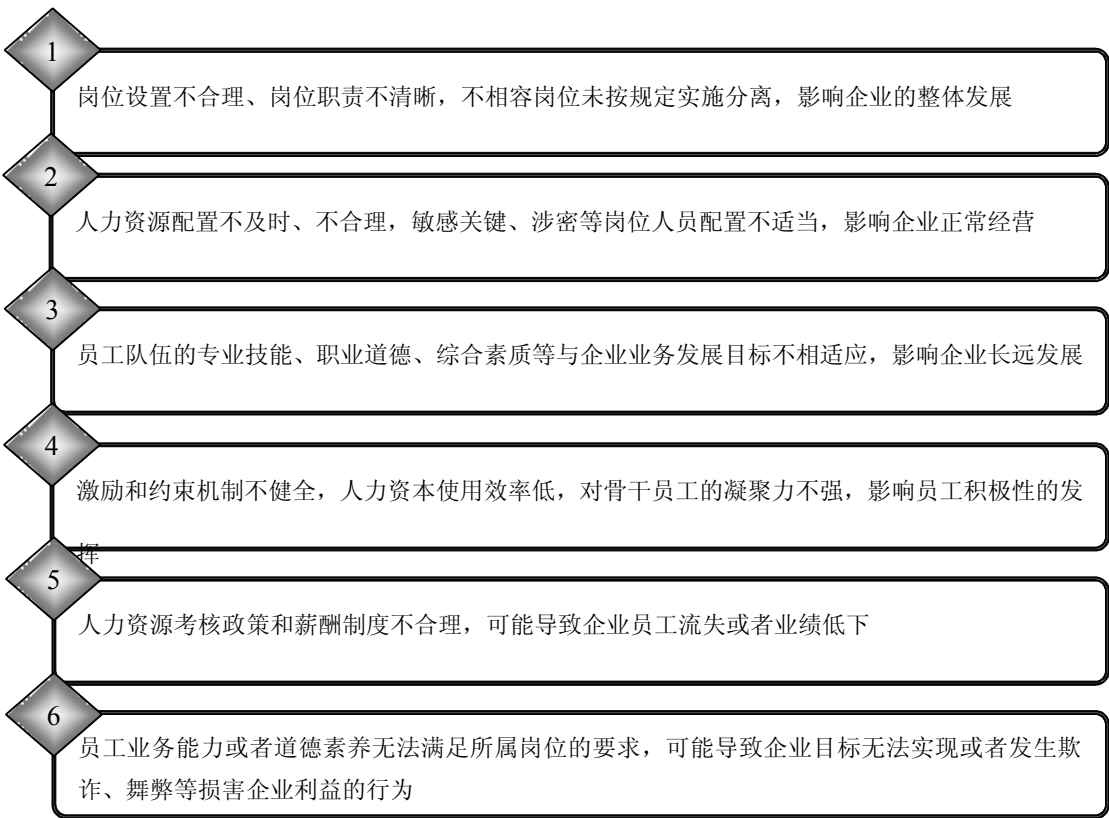 1
岗位设置不合理、岗位职责不清晰，不相容岗位未按规定实施分离，影响企业的整体发展
2
人力资源配置不及时、不合理，敏感关键、涉密等岗位人员配置不适当，影响企业正常经营
3
员工队伍的专业技能、职业道德、综合素质等与企业业务发展目标不相适应，影响企业长远发展
4
激励和约束机制不健全，人力资本使用效率低，对骨干员工的凝聚力不强，影响员工积极性的发
挥
5
人力资源考核政策和薪酬制度不合理，可能导致企业员工流失或者业绩低下
6
员工业务能力或者道德素养无法满足所属岗位的要求，可能导致企业目标无法实现或者发生欺
诈、舞弊等损害企业利益的行为